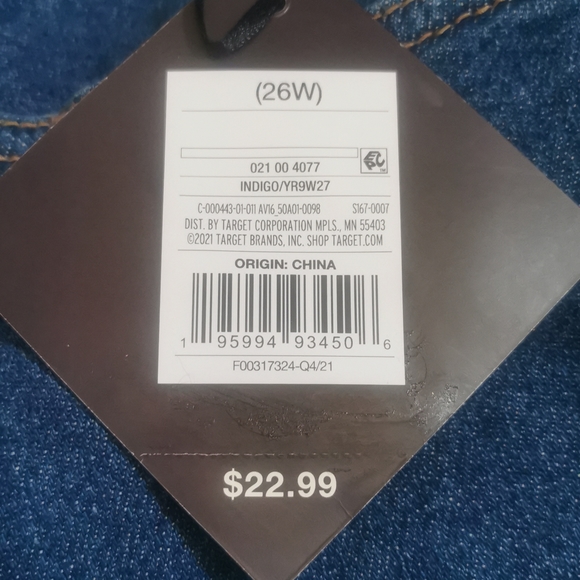 (26W)
021 00 4077
INDIGO/YR9W27
C-000443-01-011 AV16_50A01-0098 S167-0007
DIST. BY TARGET CORPORATION MPLS., MN 55403
©2021 TARGET BRANDS, INC. SHOP TARGET.COM
ORIGIN: CHINA
1 95994 93450 6
F00317324-Q4/21
$22.99